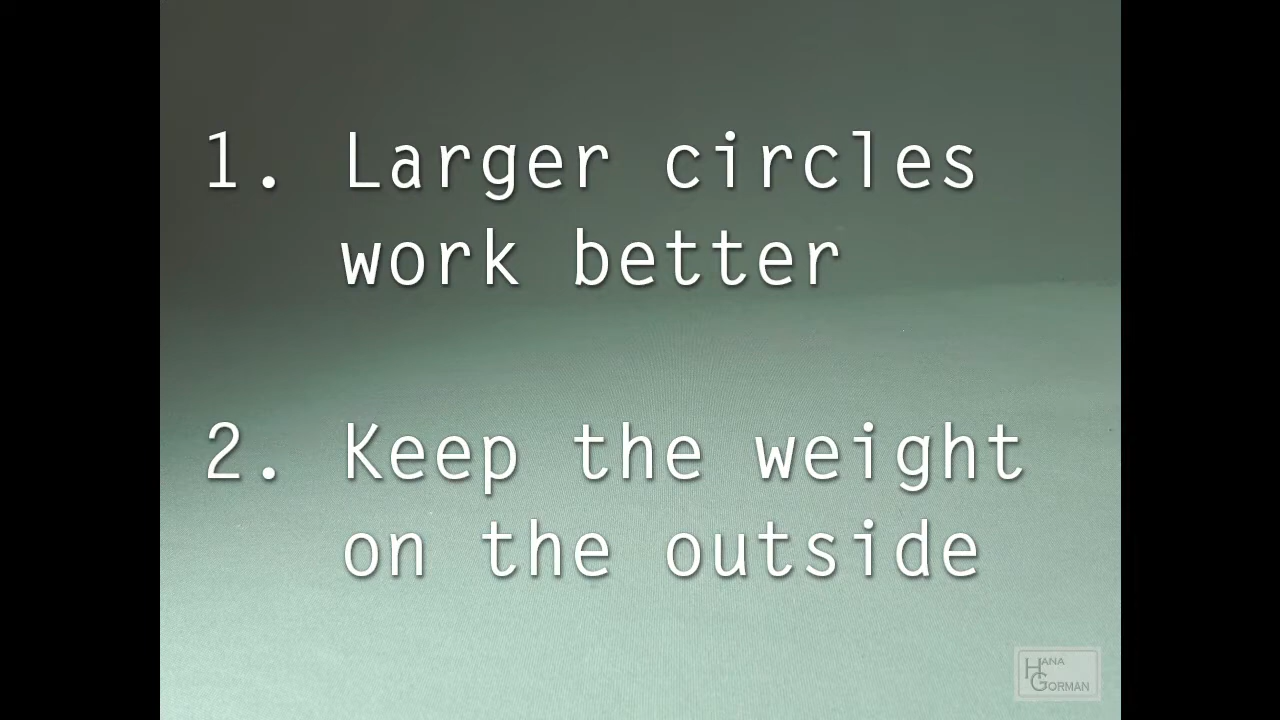 1. Larger circles
work better
2. Keep the weight
on the outside
HANA
GORMAN